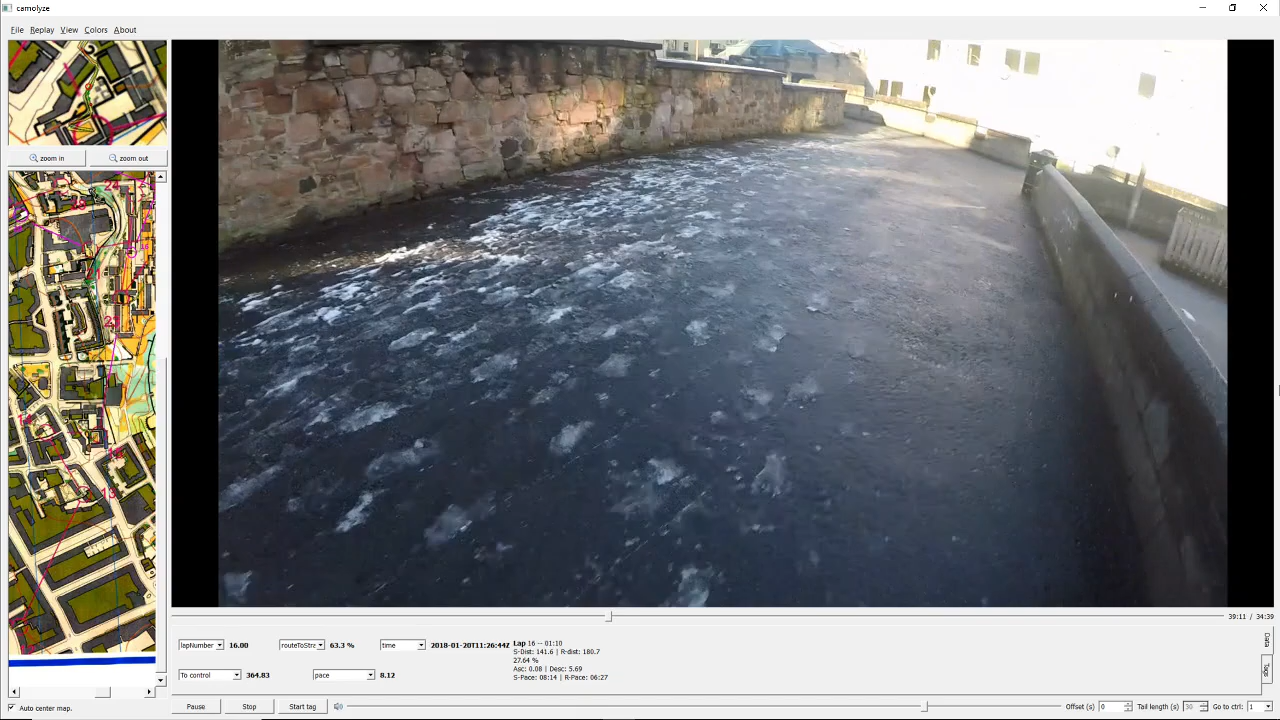 camolyze
File Replay View Colors About
zoom in zoom out
24
16
39:11 / 34:39
Data
Tags
lapNumber 16.00 routeToStra 63.3 % time 2018-01-20T11:26:44Z
To control 364.83 pace 8.12
Lap 16 -- 01:10
S-Dist: 141.6 | R-dist: 180.7
27.64 %
Asc: 0.08 | Desc: 5.69
S-Pace: 08:14 | R-Pace: 06:27
Auto center map. Pause Stop Start tag Offset (s) 0 Tail length (s) 30 Go to ctrl: 1